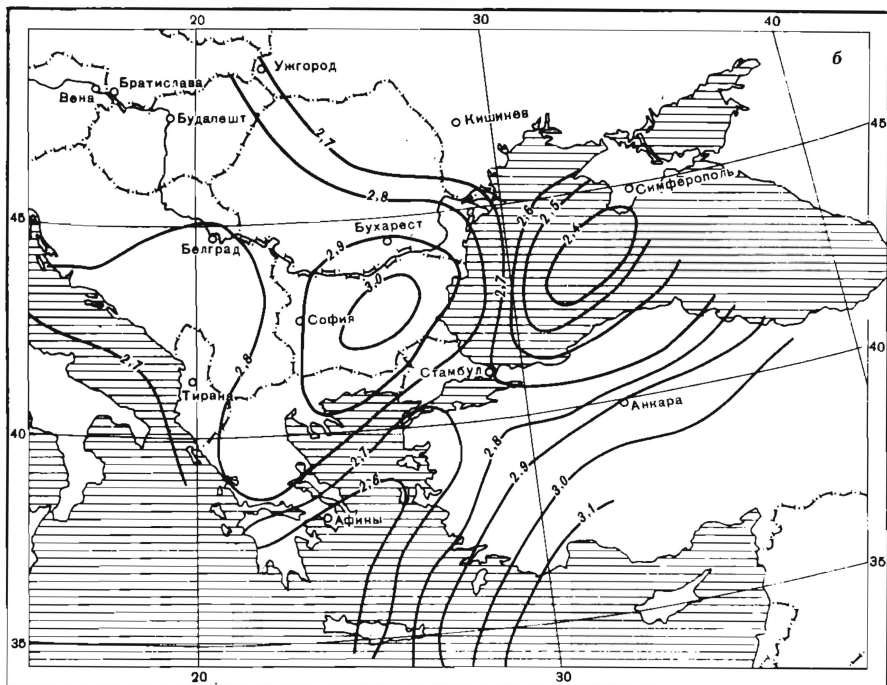 20 30 40
б
Ужгород
Братислава
Вена
Будапешт
Кишинев
2,7
45
2,8
Симферополь
2,6
2,5
45
Бухарест
2,4
Белград
2,9
3,0
2,7
София
2,8
2,7
Стамбул
40
Тирана
Анкара
40
2,8
2,7
2,9
2,6
3,0
3,1
Афины
35
35
20 30